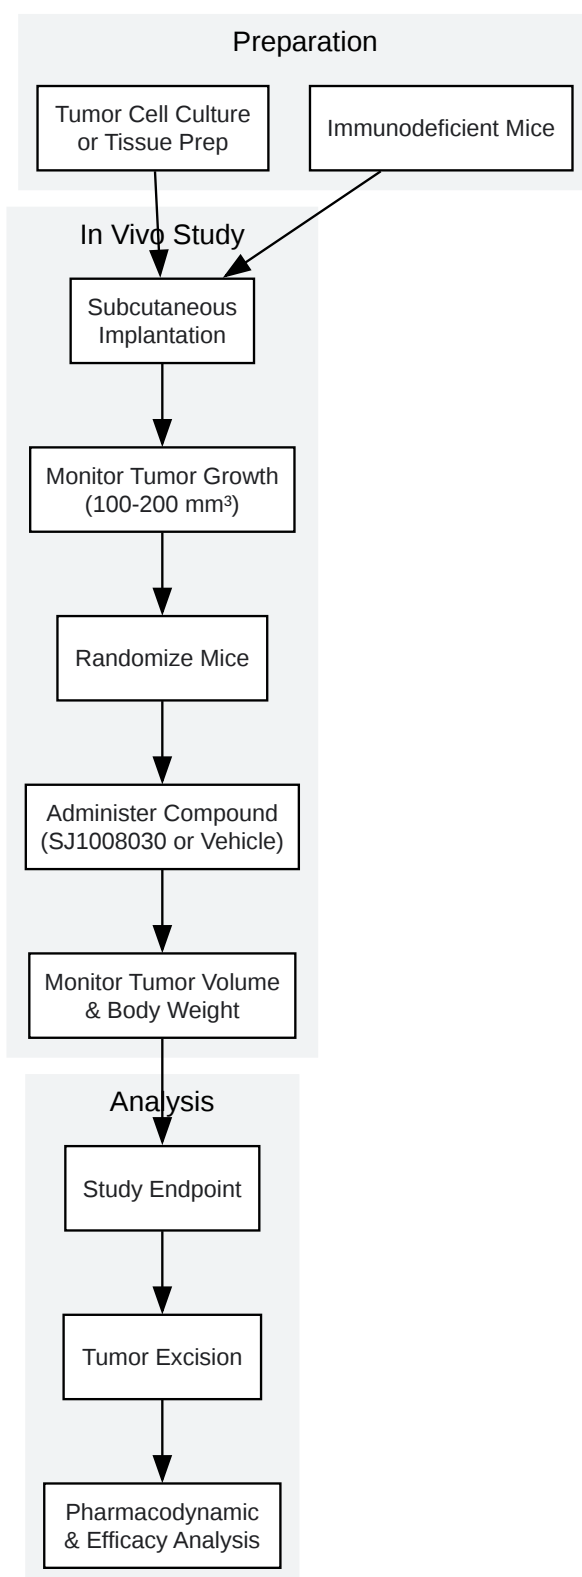 Preparation
Tumor Cell Culture
or Tissue Prep
Immunodeficient Mice
In Vivo Study
Subcutaneous
Implantation
Monitor Tumor Growth
(100-200 mm³)
Randomize Mice
Administer Compound
(SJ1008030 or Vehicle)
Monitor Tumor Volume
& Body Weight
Analysis
Study Endpoint
Tumor Excision
Pharmacodynamic
& Efficacy Analysis